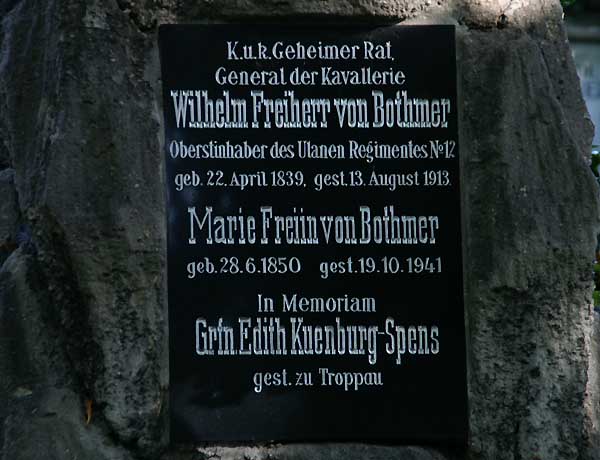 K.u.k. Geheimer Rat,
General der Kavallerie
Wilhelm Freiherr von Bothmer
Oberstinhaber des Ulanen Regimentes No 12
geb. 22. April 1839, gest. 13. August 1913.
Marie Freiin von Bothmer
geb. 28.6.1850 gest. 19.10.1941
In Memoriam
Grfn. Edith Kuenburg-Spens
gest. zu Troppau